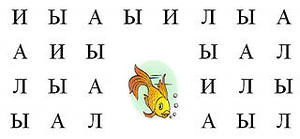 И Ы А Ы И Л Ы А
А И Ы Ы А Л
Л Ы А И Л Ы
Ы А Л А Ы Л